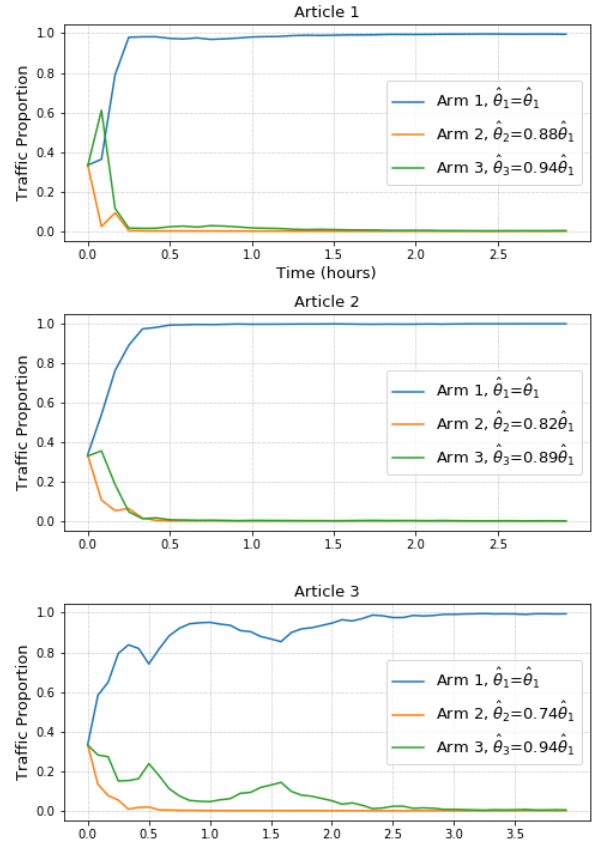 Article 1
Traffic Proportion
1.0
0.8
0.6
0.4
0.2
0.0
Arm 1, θ̂₁=θ̂₁
Arm 2, θ̂₂=0.88θ̂₁
Arm 3, θ̂₃=0.94θ̂₁
0.0 0.5 1.0 1.5 2.0 2.5
Time (hours)
Article 2
Traffic Proportion
1.0
0.8
0.6
0.4
0.2
0.0
Arm 1, θ̂₁=θ̂₁
Arm 2, θ̂₂=0.82θ̂₁
Arm 3, θ̂₃=0.89θ̂₁
0.0 0.5 1.0 1.5 2.0 2.5
Article 3
Traffic Proportion
1.0
0.8
0.6
0.4
0.2
0.0
Arm 1, θ̂₁=θ̂₁
Arm 2, θ̂₂=0.74θ̂₁
Arm 3, θ̂₃=0.94θ̂₁
0.0 0.5 1.0 1.5 2.0 2.5 3.0 3.5